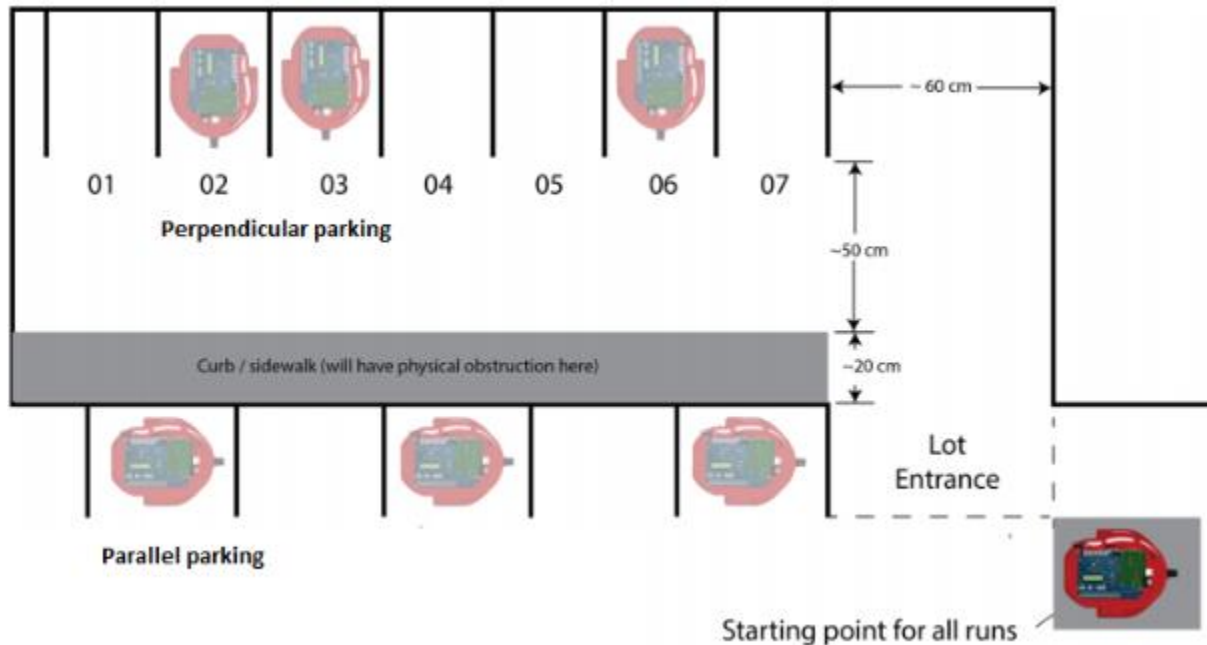 ~ 60 cm
01 02 03 04 05 06 07
Perpendicular parking
~50 cm
Curb / sidewalk (will have physical obstruction here)
~20 cm
Lot
Entrance
Parallel parking
Starting point for all runs